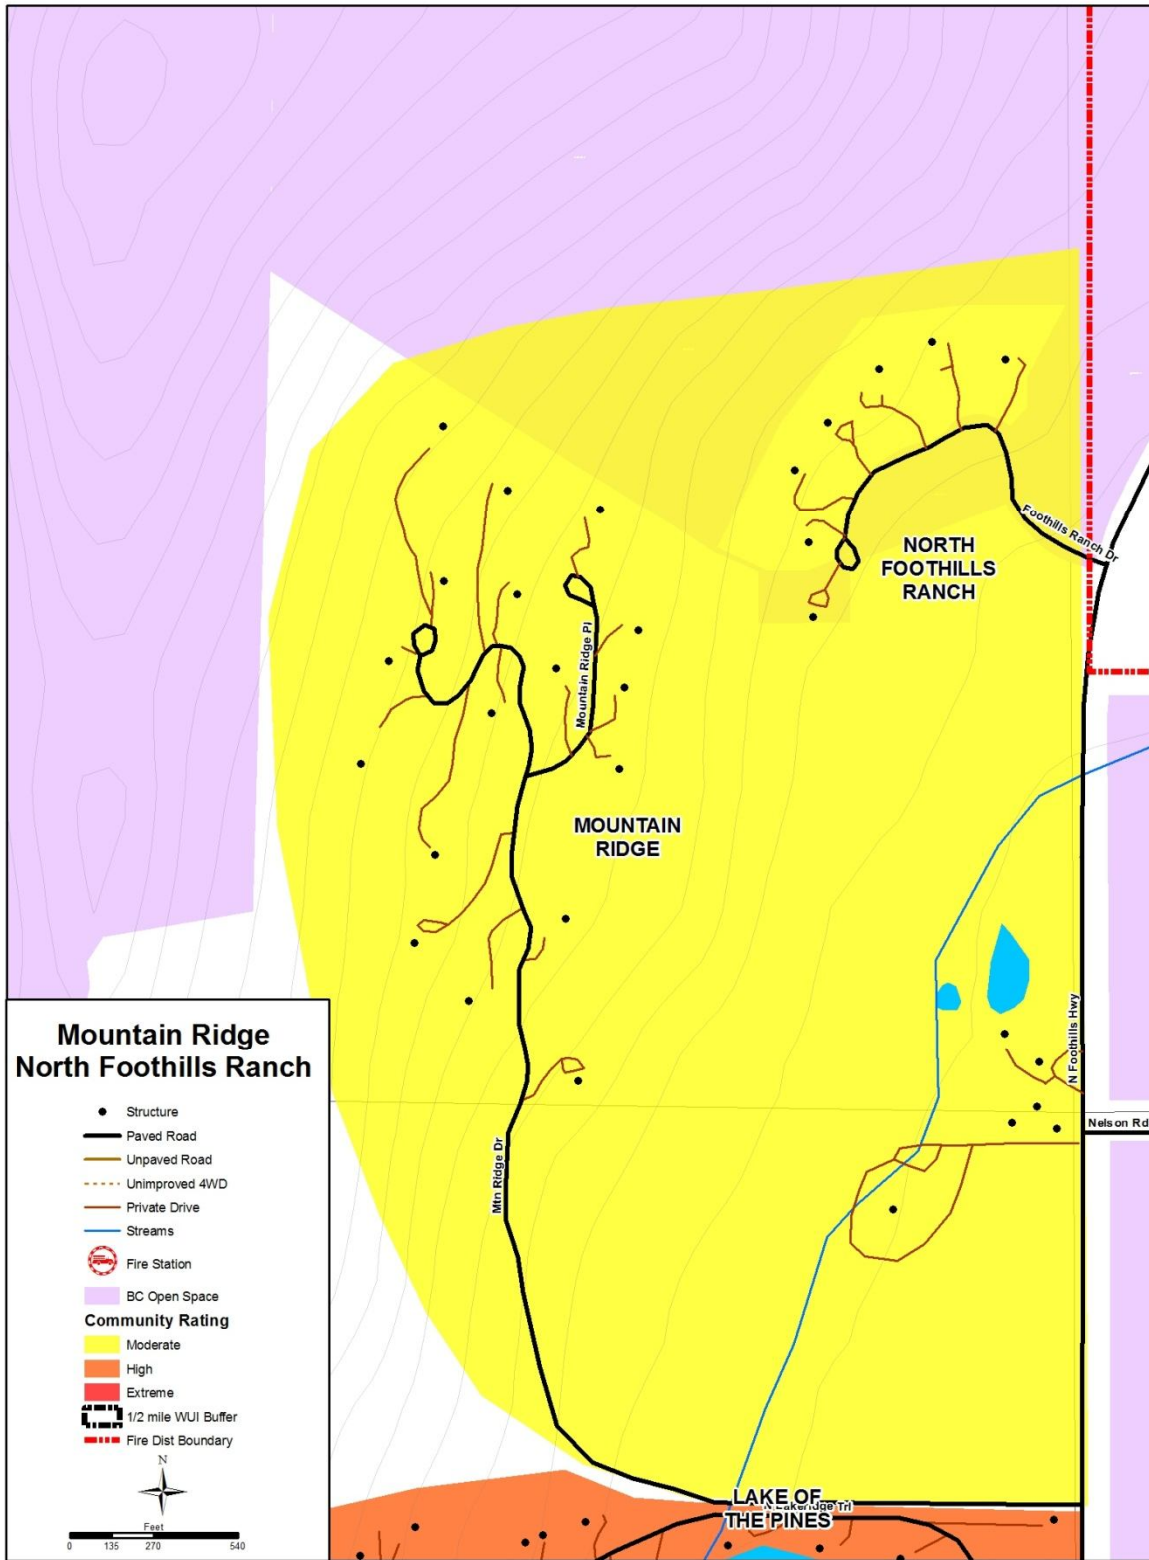 Foothills Ranch Dr
NORTH
FOOTHILLS
RANCH
Mountain Ridge Pl
MOUNTAIN
RIDGE
N Foothills Hwy
Nelson Rd
Mtn Ridge Dr
LAKE OF
N Lakeridge Trl
THE PINES
Mountain Ridge
North Foothills Ranch
Structure
Paved Road
Unpaved Road
Unimproved 4WD
Private Drive
Streams
Fire Station
BC Open Space
Community Rating
Moderate
High
Extreme
1/2 mile WUI Buffer
Fire Dist Boundary
N
Feet
0 135 270 540